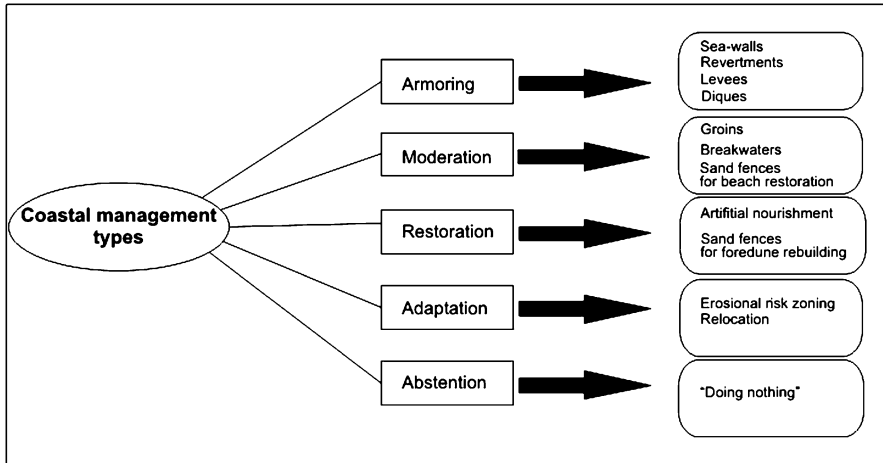 Coastal management
types
Armoring
Sea-walls
Revertments
Levees
Diques
Moderation
Groins
Breakwaters
Sand fences
for beach restoration
Restoration
Artifitial nourishment
Sand fences
for foredune rebuilding
Adaptation
Erosional risk zoning
Relocation
Abstention
"Doing nothing"